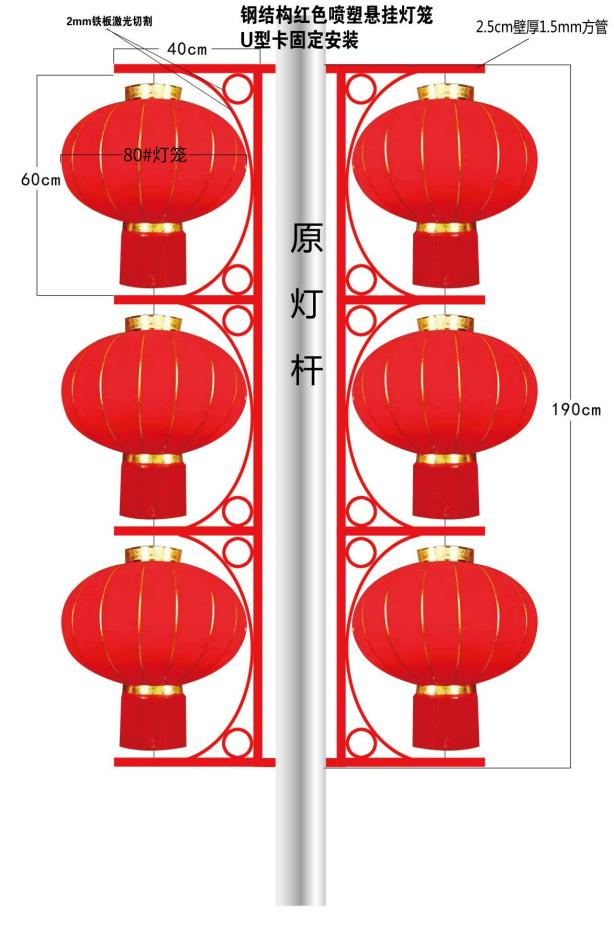 钢结构红色喷塑悬挂灯笼
U型卡固定安装
2mm铁板激光切割
2.5cm壁厚1.5mm方管
40cm
80#灯笼
60cm
原
灯
杆
190cm